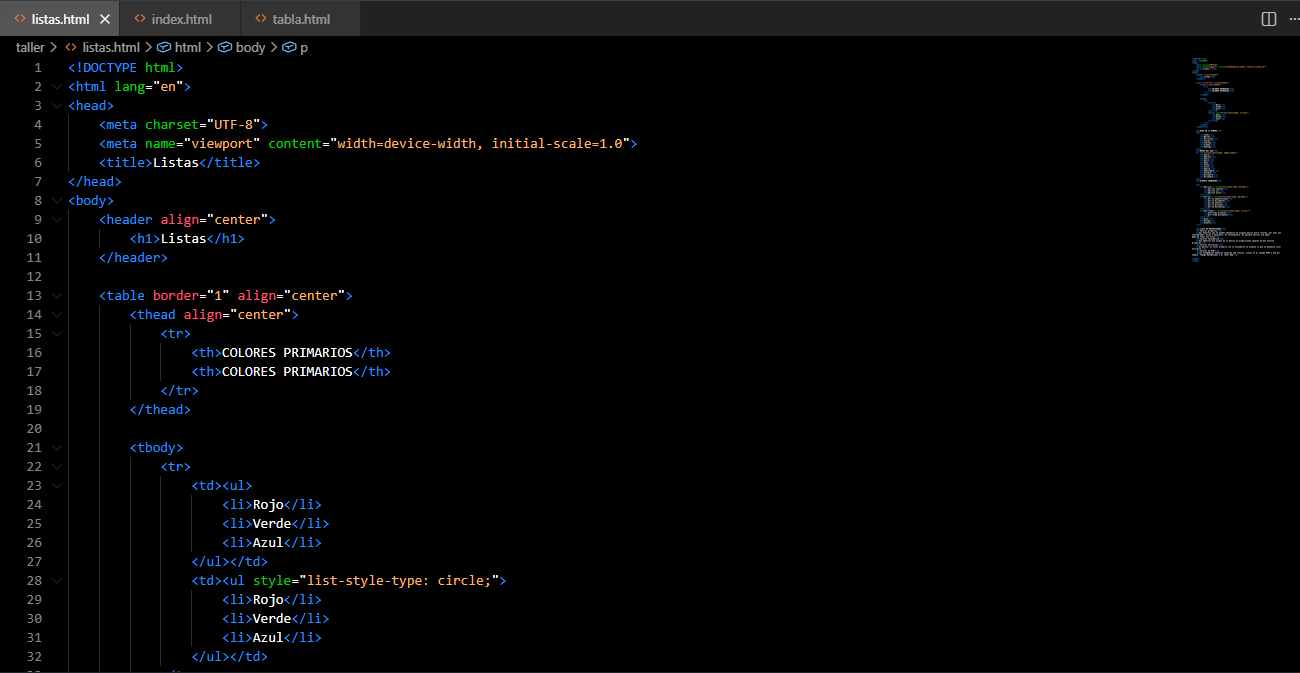 listas.html index.html tabla.html
taller listas.html html body p
1 <!DOCTYPE html>
2 <html lang="en">
3 <head>
4 <meta charset="UTF-8">
5 <meta name="viewport" content="width=device-width, initial-scale=1.0">
6 <title>Listas</title>
7 </head>
8 <body>
9 <header align="center">
10 <h1>Listas</h1>
11 </header>
12
13 <table border="1" align="center">
14 <thead align="center">
15 <tr>
16 <th>COLORES PRIMARIOS</th>
17 <th>COLORES PRIMARIOS</th>
18 </tr>
19 </thead>
20
21 <tbody>
22 <tr>
23 <td><ul>
24 <li>Rojo</li>
25 <li>Verde</li>
26 <li>Azul</li>
27 </ul></td>
28 <td><ul style="list-style-type: circle;">
29 <li>Rojo</li>
30 <li>Verde</li>
31 <li>Azul</li>
32 </ul></td>